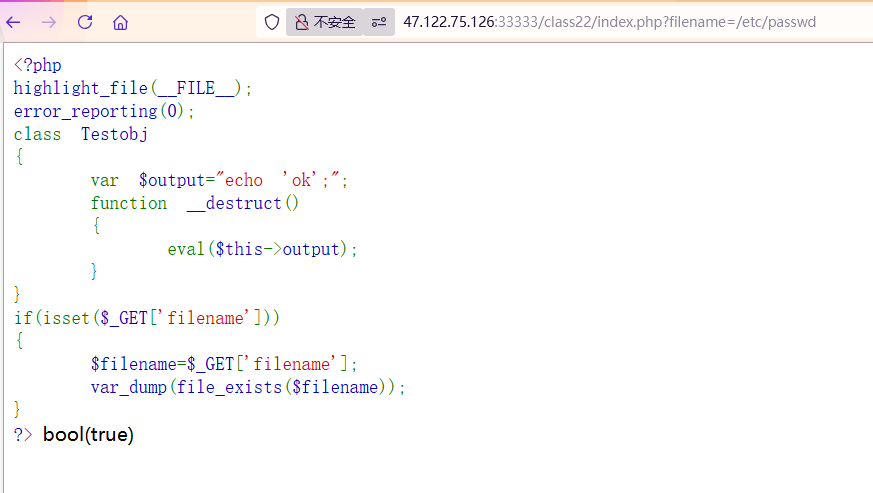 不安全 47.122.75.126:33333/class22/index.php?filename=/etc/passwd
<?php
highlight_file(__FILE__);
error_reporting(0);
class Testobj
{
var $output="echo 'ok';";
function __destruct()
{
eval($this->output);
}
}
if(isset($_GET['filename']))
{
$filename=$_GET['filename'];
var_dump(file_exists($filename));
}
?> bool(true)